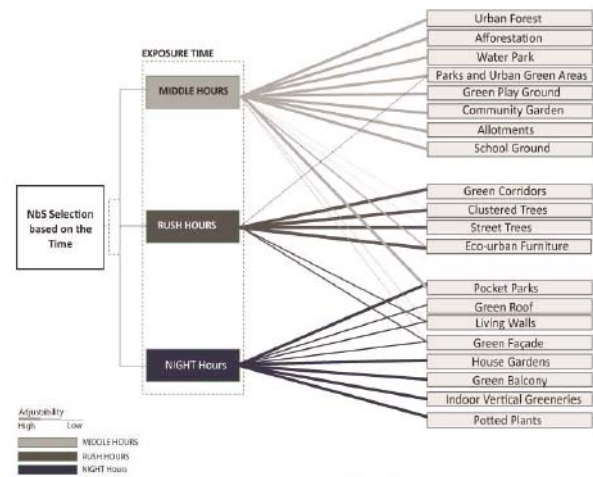 Urban Forest
Afforestation
Water Park
EXPOSURE TIME
Parks and Urban Green Areas
MIDDLE HOURS
Green Play Ground
Community Garden
Allotments
School Ground
Green Corridors
NbS Selection
based on the
Time
RUSH HOURS
Clustered Trees
Street Trees
Eco-urban Furniture
Pocket Parks
Green Roof
Living Walls
Green Façade
NIGHT Hours
House Gardens
Green Balcony
Indoor Vertical Greeneries
Potted Plants
Adjustability
High Low
MIDDLE HOURS
RUSH HOURS
NIGHT Hours